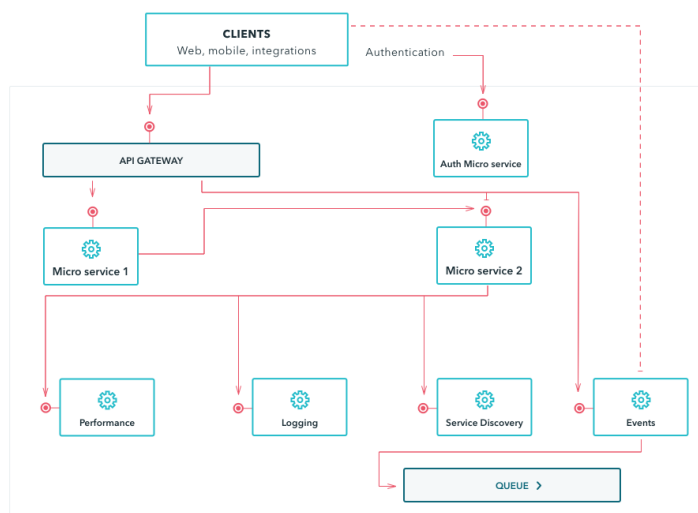 CLIENTS
Web, mobile, integrations
Authentication
API GATEWAY
Auth Micro service
Micro service 1
Micro service 2
Performance
Logging
Service Discovery
Events
QUEUE